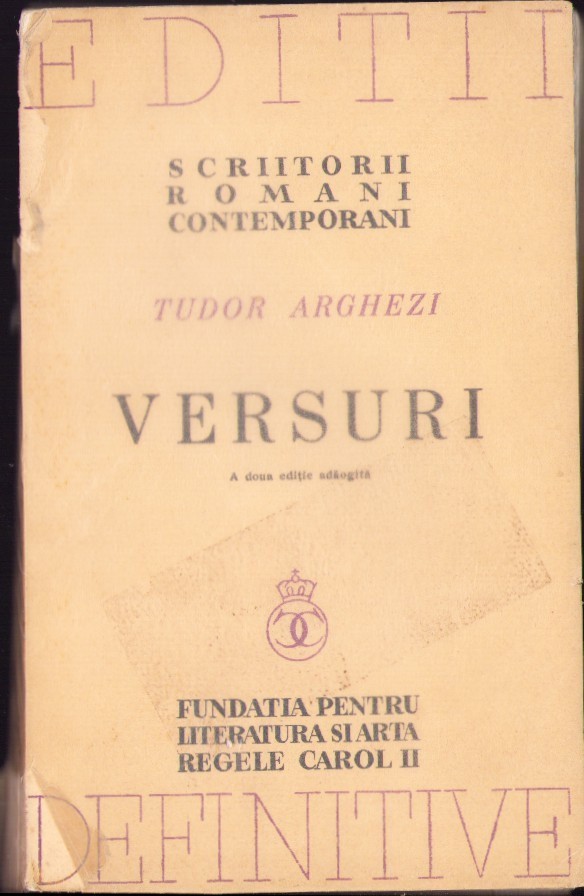 EDITII
SCRIITORII
ROMANI
CONTEMPORANI
TUDOR ARGHEZI
VERSURI
A doua ediție adăogită
FUNDATIA PENTRU
LITERATURA SI ARTA
REGELE CAROL II
DEFINITIVE